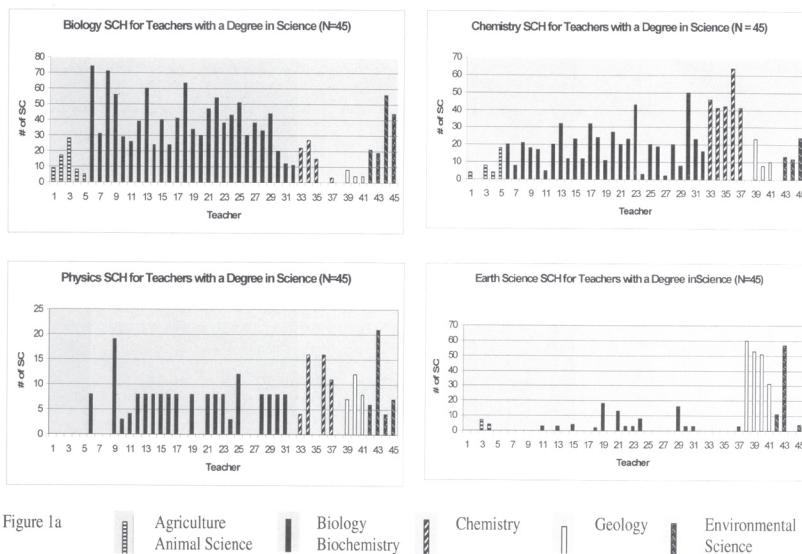 Biology SCH for Teachers with a Degree in Science (N=45)
# of SC
80
70
60
50
40
30
20
10
0
1 3 5 7 9 11 13 15 17 19 21 23 25 27 29 31 33 35 37 39 41 43 45
Teacher
Chemistry SCH for Teachers with a Degree in Science (N = 45)
# of SC
70
60
50
40
30
20
10
0
1 3 5 7 9 11 13 15 17 19 21 23 25 27 29 31 33 35 37 39 41 43 45
Teacher
Physics SCH for Teachers with a Degree in Science (N=45)
# of SC
25
20
15
10
5
0
1 3 5 7 9 11 13 15 17 19 21 23 25 27 29 31 33 35 37 39 41 43 45
Teacher
Earth Science SCH for Teachers with a Degree inScience (N=45)
# of SC
70
60
50
40
30
20
10
0
1 3 5 7 9 11 13 15 17 19 21 23 25 27 29 31 33 35 37 39 41 43 45
Teacher
Figure 1a
Agriculture
Animal Science
Biology
Biochemistry
Chemistry
Geology
Environmental
Science